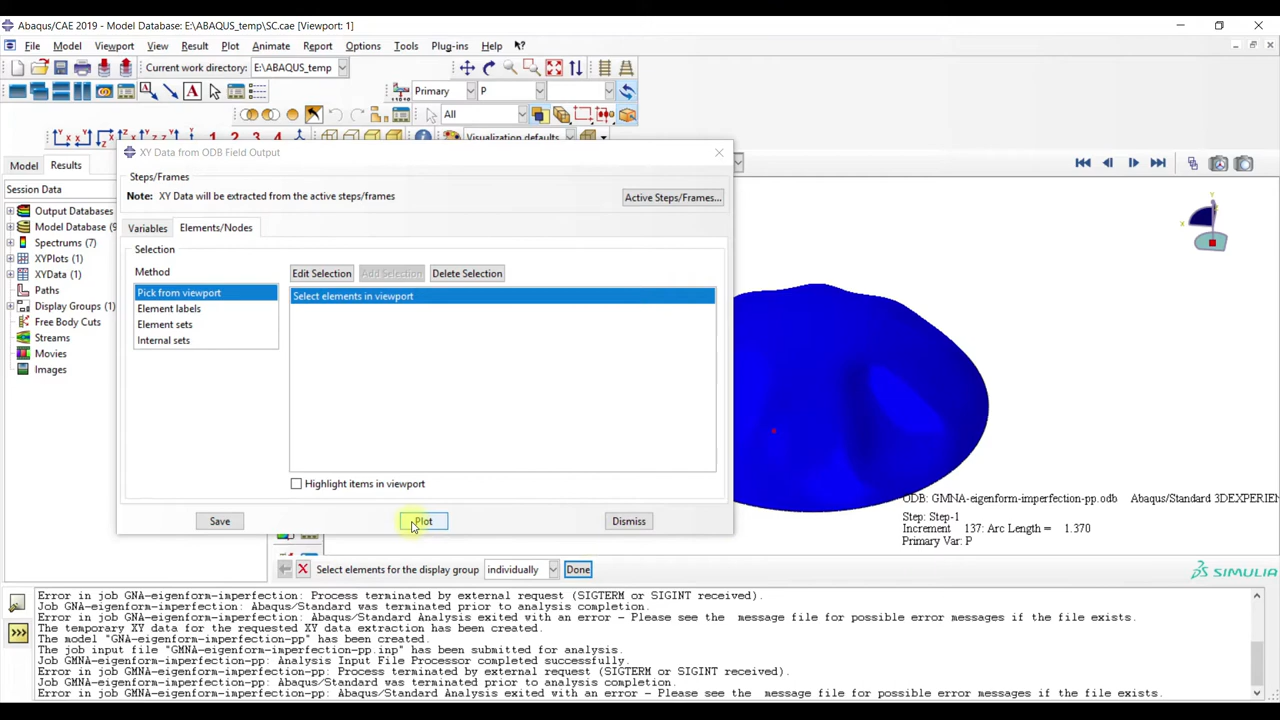 Abaqus/CAE 2019 - Model Database: E:\ABAQUS_temp\SC.cae [Viewport: 1]
File Model Viewport View Result Plot Animate Report Options Tools Plug-ins Help
Current work directory: E:\ABAQUS_temp
Primary P
All
1 2 3 4 Visualization defaults
Model Results
XY Data from ODB Field Output
Steps/Frames
Note: XY Data will be extracted from the active steps/frames
Active Steps/Frames...
Variables Elements/Nodes
Selection
Method
Edit Selection Add Selection Delete Selection
Pick from viewport
Element labels
Element sets
Internal sets
Select elements in viewport
Highlight items in viewport
Save Plot Dismiss
Session Data
Output Databases
Model Database (9
Spectrums (7)
XYPlots (1)
XYData (1)
Paths
Display Groups (1)
Free Body Cuts
Streams
Movies
Images
Y
X
ODB: GMNA-eigenform-imperfection-pp.odb Abaqus/Standard 3DEXPERIEN
Step: Step-1
Increment 137: Arc Length = 1.370
Primary Var: P
Select elements for the display group individually Done
SIMULIA
Error in job GNA-eigenform-imperfection: Process terminated by external request (SIGTERM or SIGINT received).
Job GNA-eigenform-imperfection: Abaqus/Standard was terminated prior to analysis completion.
Error in job GNA-eigenform-imperfection: Abaqus/Standard Analysis exited with an error - Please see the message file for possible error messages if the file exists.
The temporary XY data for the requested XY data extraction has been created.
The model "GNA-eigenform-imperfection-pp" has been created.
The job input file "GMNA-eigenform-imperfection-pp.inp" has been submitted for analysis.
Job GMNA-eigenform-imperfection-pp: Analysis Input File Processor completed successfully.
Error in job GMNA-eigenform-imperfection-pp: Process terminated by external request (SIGTERM or SIGINT received).
Job GMNA-eigenform-imperfection-pp: Abaqus/Standard was terminated prior to analysis completion.
Error in job GMNA-eigenform-imperfection-pp: Abaqus/Standard Analysis exited with an error - Please see the message file for possible error messages if the file exists.